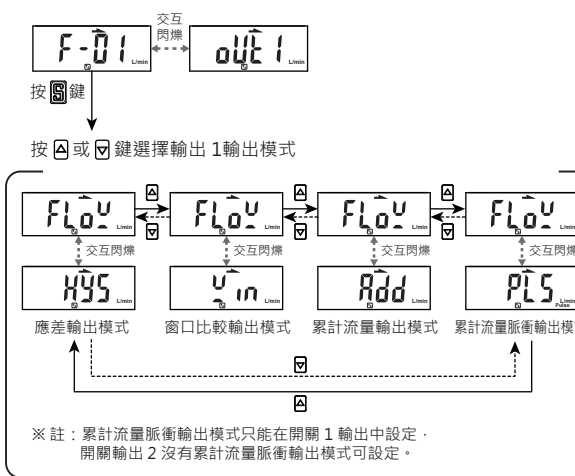 交互
閃爍
F-01 L/min
oUt1 L/min
按 S 鍵
按 △ 或 ▽ 鍵選擇輸出 1輸出模式
FLoW L/min △ ▽ FLoW L/min △ ▽ FLoW L/min △ ▽ FLoW L/min
交互閃爍 交互閃爍 交互閃爍 交互閃爍
HYS L/min Win L/min Add L/min PLS L/min Pulse
應差輸出模式 窗口比較輸出模式 累計流量輸出模式 累計流量脈衝輸出模
▽
△
※ 註：累計流量脈衝輸出模式只能在開關 1 輸出中設定，
開關輸出 2 沒有累計流量脈衝輸出模式可設定。